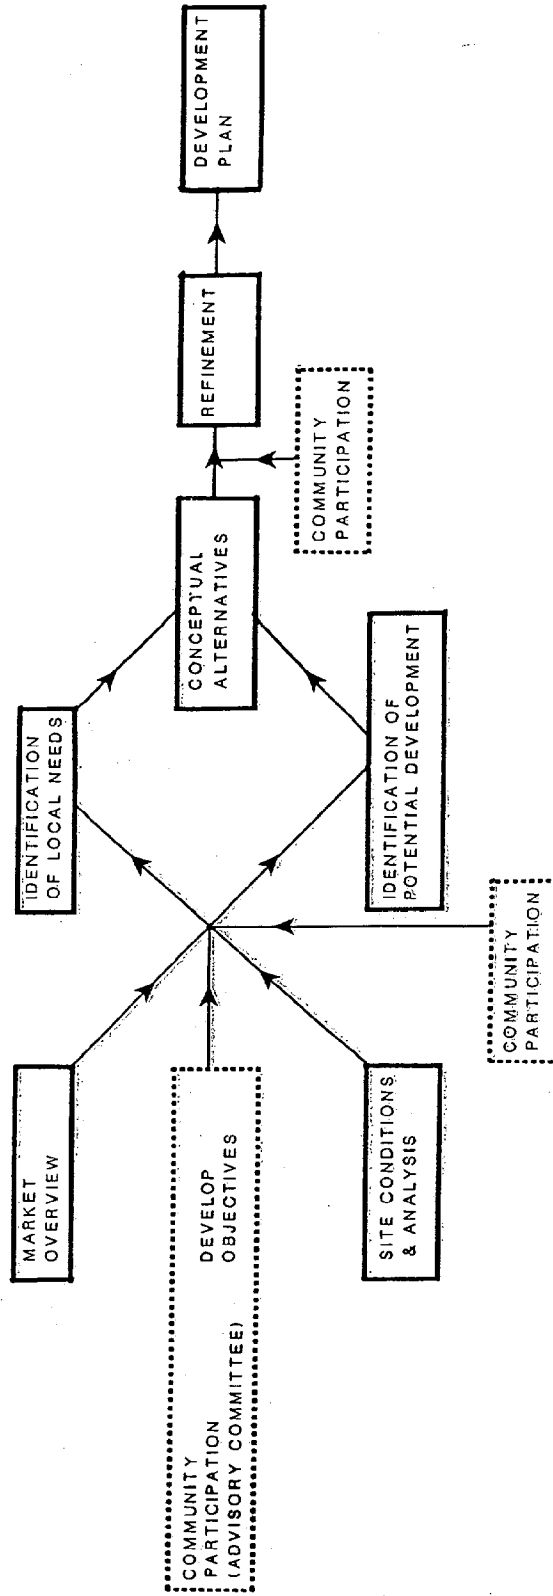 MARKET
OVERVIEW
COMMUNITY
PARTICIPATION
(ADVISORY COMMITTEE)
DEVELOP
OBJECTIVES
SITE CONDITIONS
& ANALYSIS
COMMUNITY
PARTICIPATION
IDENTIFICATION
OF LOCAL NEEDS
IDENTIFICATION OF
POTENTIAL DEVELOPMENT
CONCEPTUAL
ALTERNATIVES
COMMUNITY
PARTICIPATION
REFINEMENT
DEVELOPMENT
PLAN